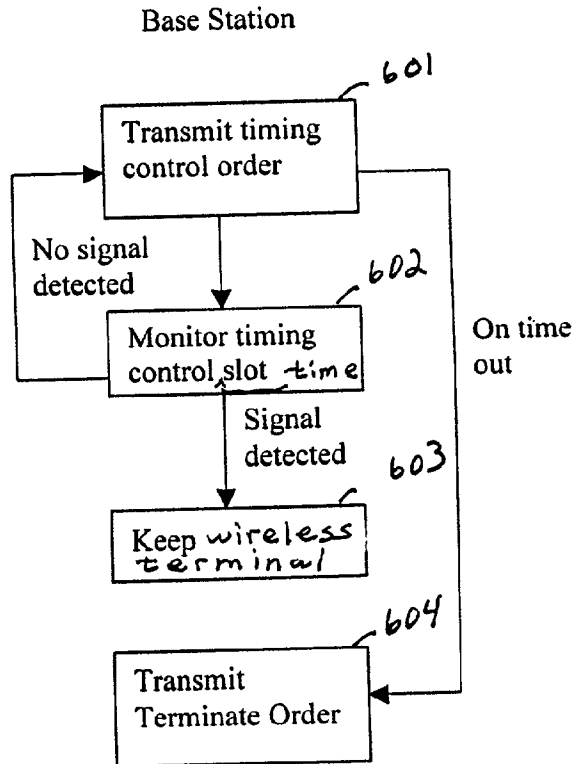 Base Station
601
Transmit timing
control order
No signal
detected
602
Monitor timing
control slot time
On time
out
Signal
detected
603
Keep wireless
terminal
604
Transmit
Terminate Order